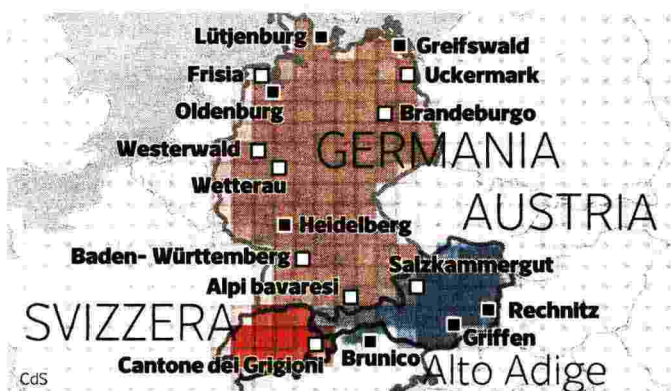 Lütjenburg
Greifswald
Frisia
Uckermark
Oldenburg
Brandeburgo
Westerwald
GERMANIA
Wetterau
AUSTRIA
Heidelberg
Baden- Württemberg
Salzkammergut
Alpi bavaresi
SVIZZERA
Rechnitz
Griffen
Cantone dei Grigioni
Brunico
Alto Adige
CdS